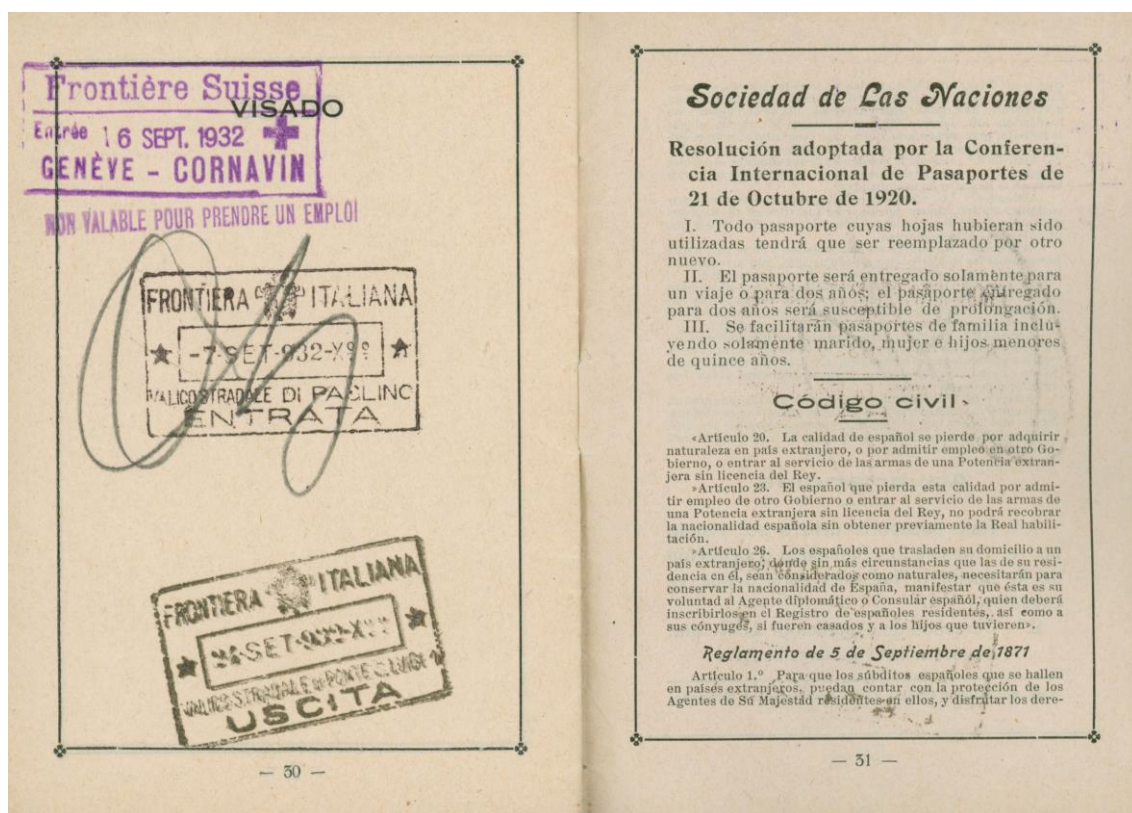 Frontière Suisse
VISADO
Entrée 16 SEPT. 1932
GENÈVE - CORNAVIN
NON VALABLE POUR PRENDRE UN EMPLOI
FRONTIERA ITALIANA
-7-SET-932-X
VALICO STRADALE DI PAGLINO
ENTRATA
FRONTIERA ITALIANA
SET-932-X
VALICO STRADALE DI PONTE S. LUIGI
USCITA
— 30 —
Sociedad de Las Naciones
Resolución adoptada por la Conferen-
cia Internacional de Pasaportes de
21 de Octubre de 1920.
I. Todo pasaporte cuyas hojas hubieran sido
utilizadas tendrá que ser reemplazado por otro
nuevo.
II. El pasaporte será entregado solamente para
un viaje o para dos años; el pasaporte entregado
para dos años será susceptible de prolongación.
III. Se facilitarán pasaportes de familia inclu-
yendo solamente marido, mujer e hijos menores
de quince años.
Código civil
«Artículo 20. La calidad de español se pierde por adquirir
naturaleza en país extranjero, o por admitir empleo en otro Go-
bierno, o entrar al servicio de las armas de una Potencia extran-
jera sin licencia del Rey.
»Artículo 23. El español que pierda esta calidad por admi-
tir empleo de otro Gobierno o entrar al servicio de las armas de
una Potencia extranjera sin licencia del Rey, no podrá recobrar
la nacionalidad española sin obtener previamente la Real habili-
tación.
»Artículo 26. Los españoles que trasladen su domicilio a un
país extranjero, donde sin más circunstancias que las de su resi-
dencia en él, sean considerados como naturales, necesitarán para
conservar la nacionalidad de España, manifestar que ésta es su
voluntad al Agente diplomático o Consular español, quien deberá
inscribirlos en el Registro de españoles residentes, así como a
sus cónyuges, si fueren casados y a los hijos que tuvieren».
Reglamento de 5 de Septiembre de 1871
Artículo 1.º Para que los súbditos españoles que se hallen
en países extranjeros, puedan contar con la protección de los
Agentes de Su Majestad residentes en ellos, y disfrutar los dere-
— 31 —